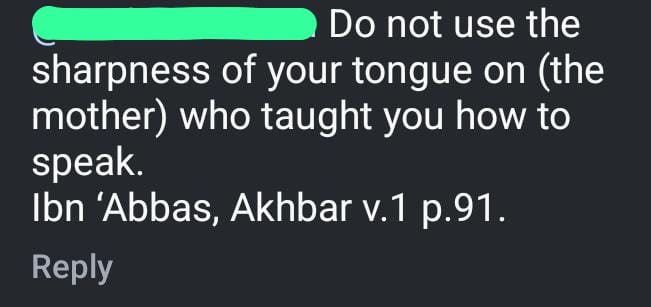 Do not use the
sharpness of your tongue on (the
mother) who taught you how to
speak.
Ibn ‘Abbas, Akhbar v.1 p.91.
Reply